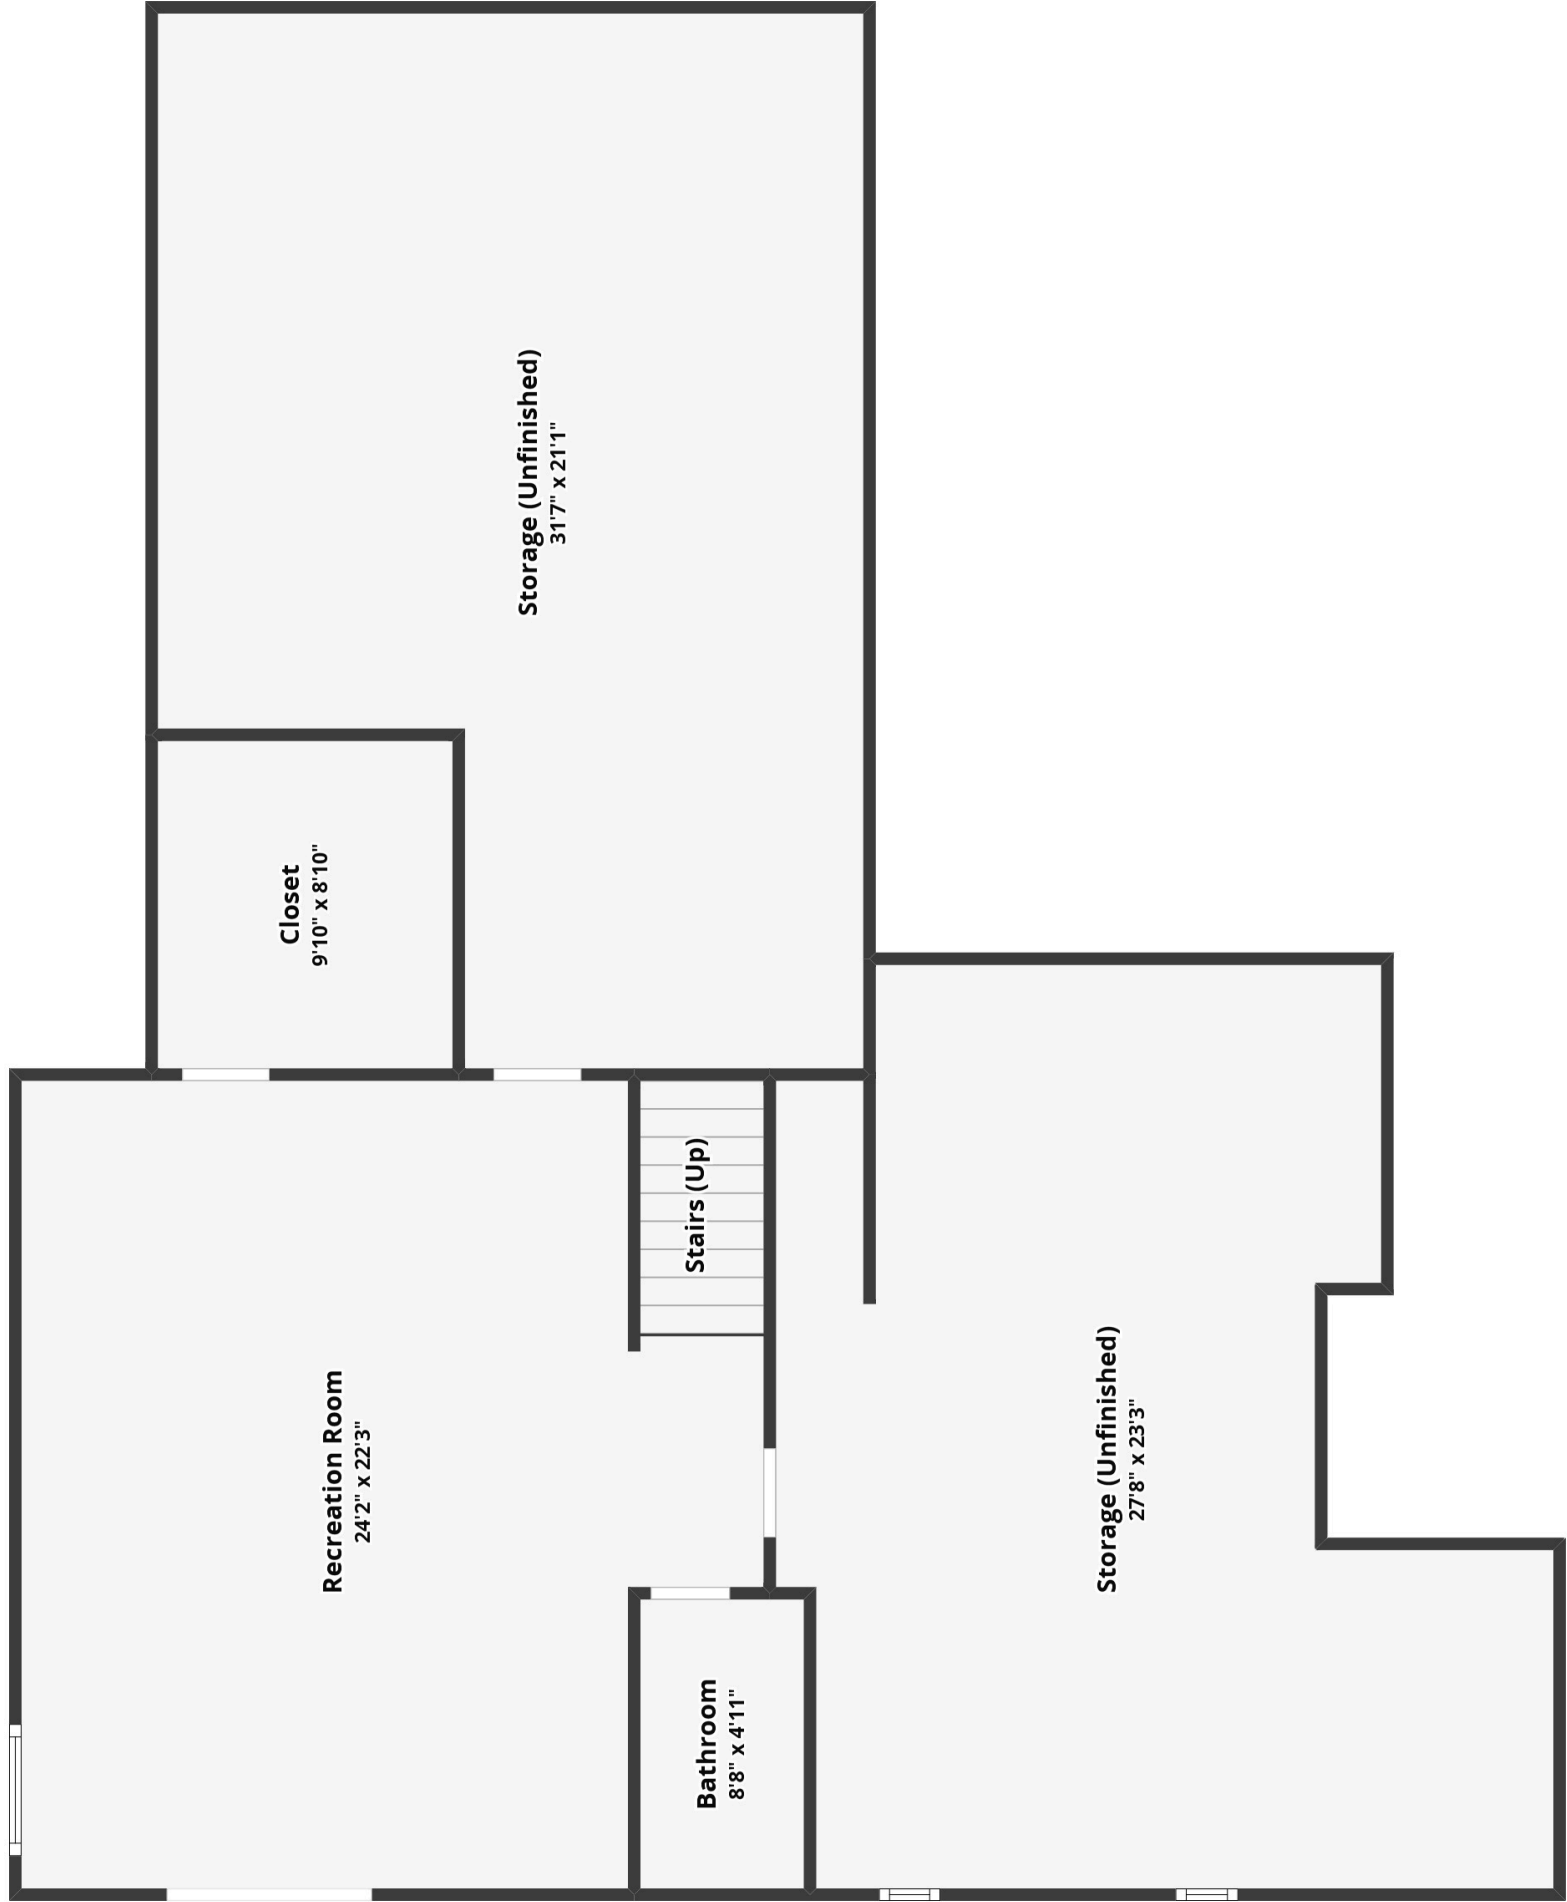 Storage (Unfinished)
31'7" x 21'1"
Closet
9'10" x 8'10"
Stairs (Up)
Recreation Room
24'2" x 22'3"
Storage (Unfinished)
27'8" x 23'3"
Bathroom
8'8" x 4'11"